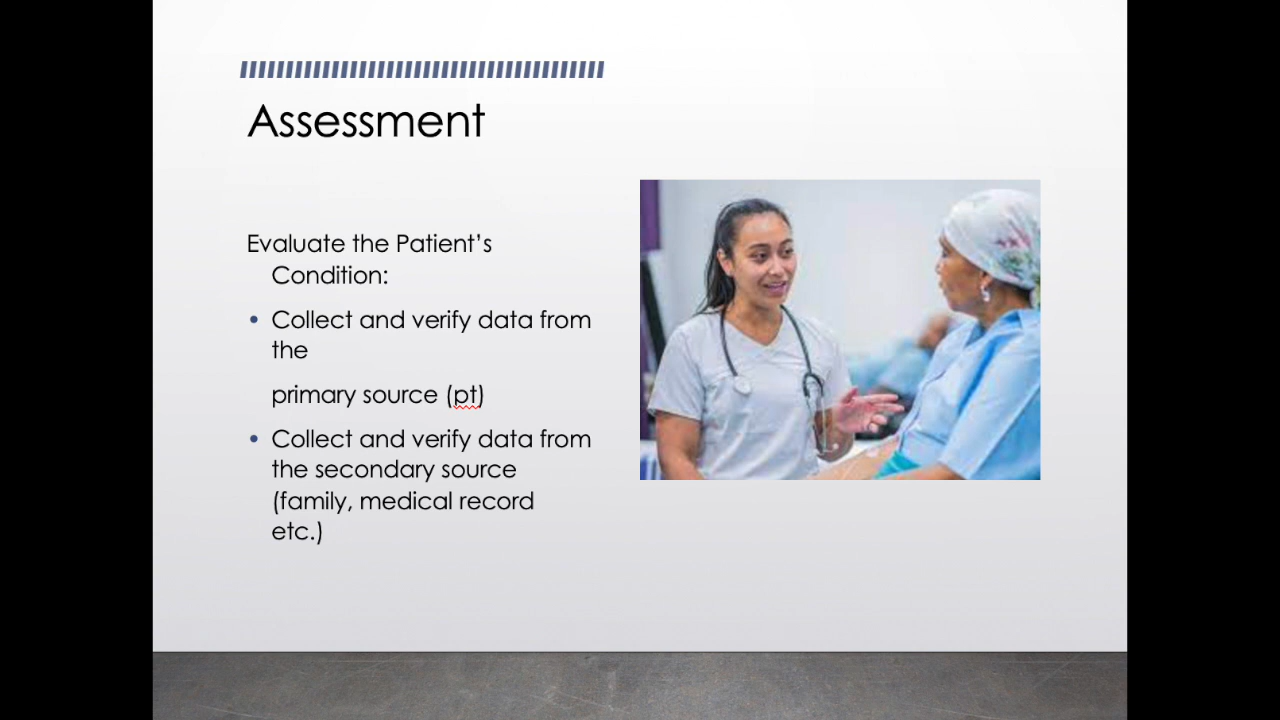 Assessment
Evaluate the Patient’s
Condition:
• Collect and verify data from
the
primary source (pt)
• Collect and verify data from
the secondary source
(family, medical record
etc.)